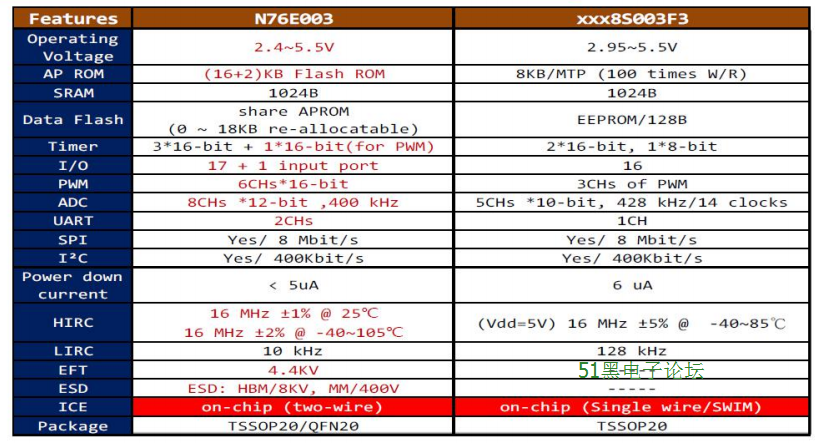 Features N76E003 xxx8S003F3
Operating Voltage 2.4~5.5V 2.95~5.5V
AP ROM (16+2)KB Flash ROM 8KB/MTP (100 times W/R)
SRAM 1024B 1024B
Data Flash share APROM (0 ~ 18KB re-allocatable) EEPROM/128B
Timer 3*16-bit + 1*16-bit(for PWM) 2*16-bit, 1*8-bit
I/O 17 + 1 input port 16
PWM 6CHs*16-bit 3CHs of PWM
ADC 8CHs *12-bit ,400 kHz 5CHs *10-bit, 428 kHz/14 clocks
UART 2CHs 1CH
SPI Yes/ 8 Mbit/s Yes/ 8 Mbit/s
I²C Yes/ 400Kbit/s Yes/ 400Kbit/s
Power down current < 5uA 6 uA
HIRC 16 MHz ±1% @ 25℃ 16 MHz ±2% @ -40~105℃ (Vdd=5V) 16 MHz ±5% @ -40~85℃
LIRC 10 kHz 128 kHz
EFT 4.4KV -----
51黑电子论坛
ESD ESD: HBM/8KV, MM/400V -----
ICE on-chip (two-wire) on-chip (Single wire/SWIM)
Package TSSOP20/QFN20 TSSOP20